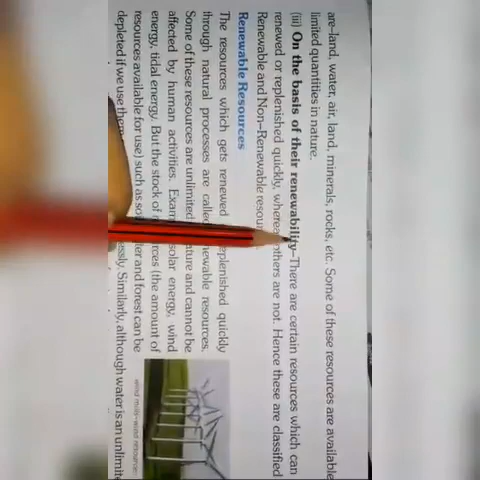 are–land, water, air, land, minerals, rocks, etc. Some of these resources are available
limited quantities in nature.
(iii) On the basis of their renewability–There are certain resources which can
renewed or replenished quickly, whereas others are not. Hence these are classified
Renewable and Non–Renewable
Renewable Resources
The resources which gets renewed replenished quickly
through natural processes are called renewable resources.
Some of these resources are unlimited nature and cannot be
affected by human activities. solar energy, wind
energy, tidal energy. But the stock of (the amount of
resources available for use) such as and forest can be
depleted if we use Similarly, although water is an
wind mills-wind resources